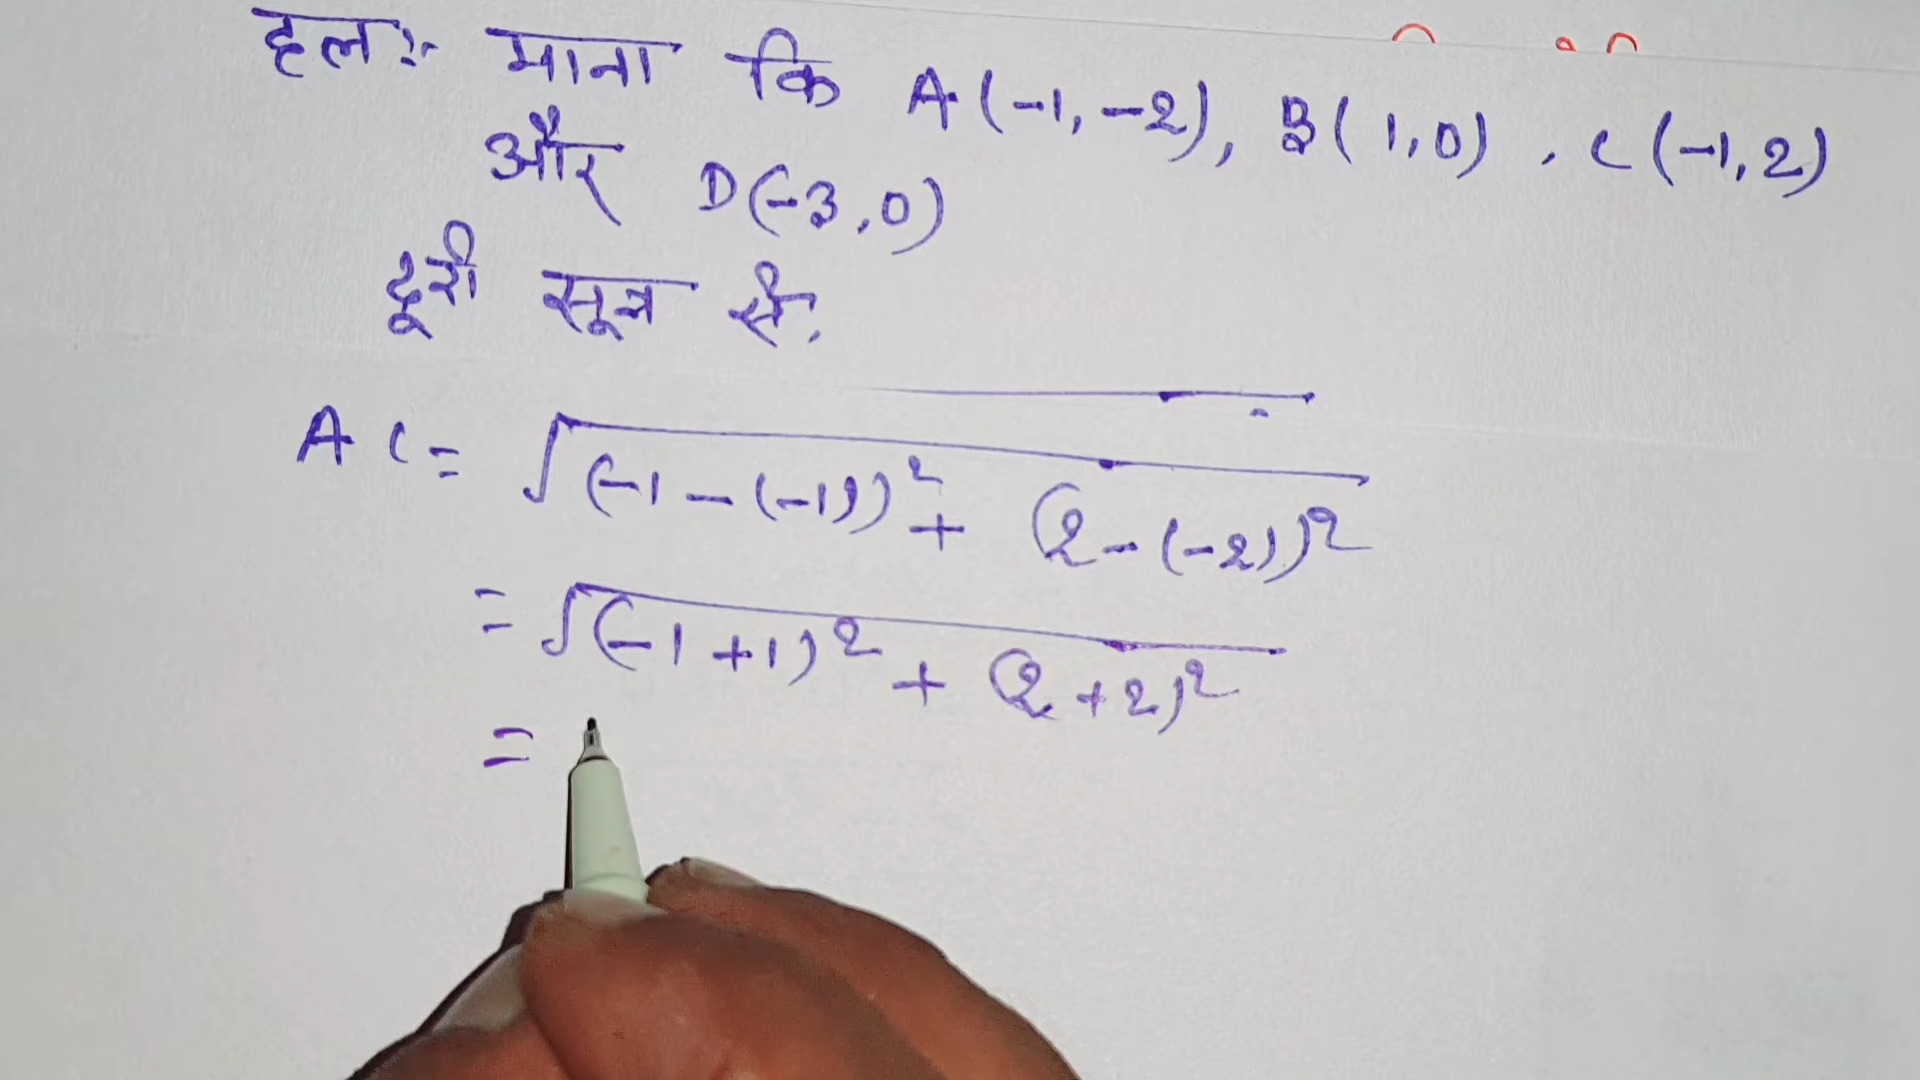 हलः- माना कि A(-1,-2), B(1,0), C(-1,2)
और D(-3,0)
दूरी सूत्र से,
AC = √(-1-(-1))² + (2-(-2))²
= √(-1+1)² + (2+2)²
=